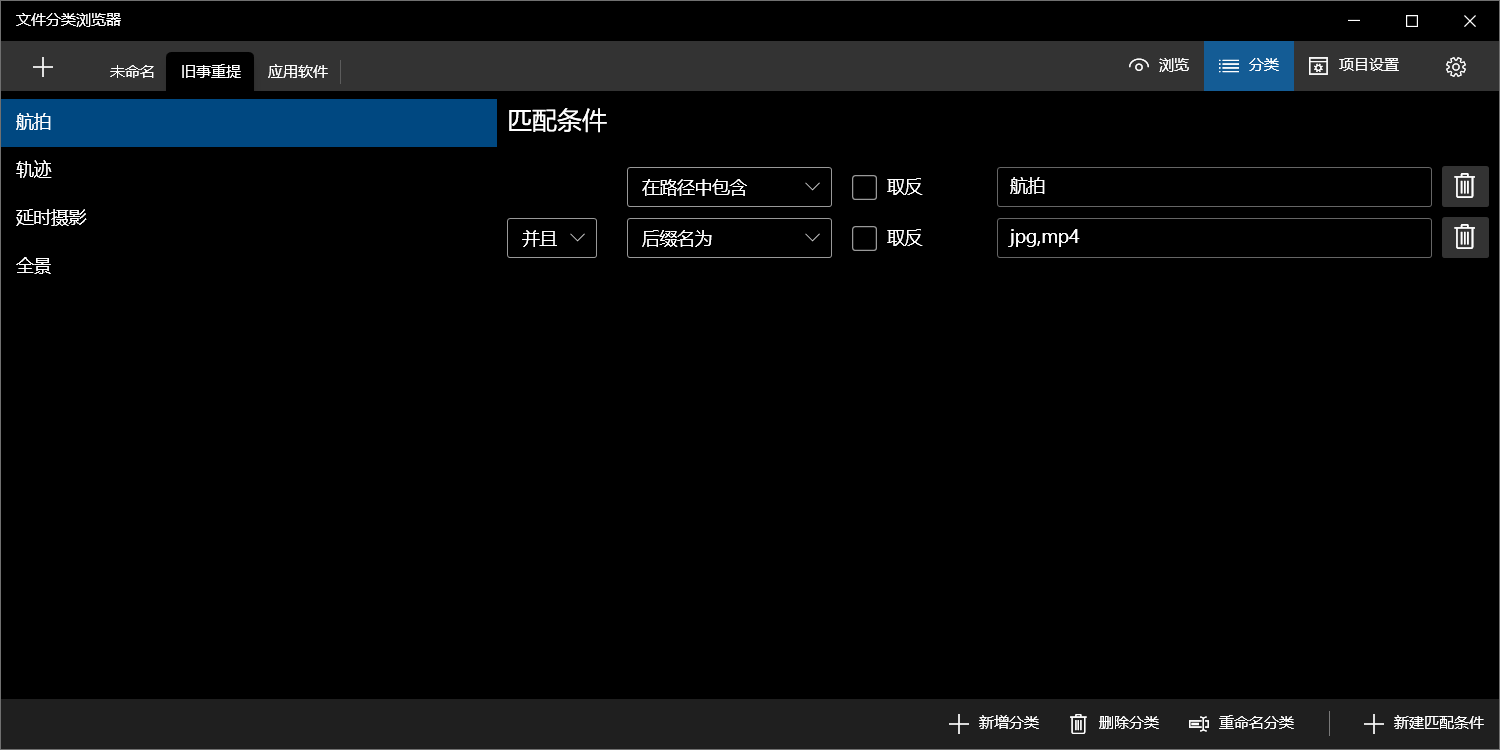 文件分类浏览器
未命名 旧事重提 应用软件 浏览 分类 项目设置
航拍
轨迹
延时摄影
全景
匹配条件
在路径中包含 取反 航拍
并且 后缀名为 取反 jpg,mp4
新增分类 删除分类 重命名分类 新建匹配条件